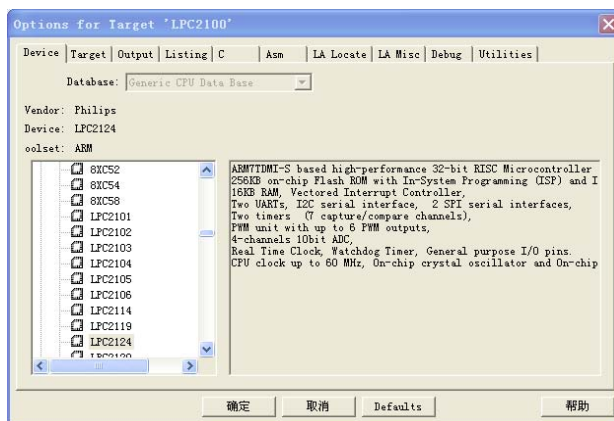 Options for Target 'LPC2100'
Device Target Output Listing C Asm LA Locate LA Misc Debug Utilities
Database: Generic CPU Data Base
Vendor: Philips
Device: LPC2124
oolset: ARM
8XC52
8XC54
8XC58
LPC2101
LPC2102
LPC2103
LPC2104
LPC2105
LPC2106
LPC2114
LPC2119
LPC2124
ARM7TDMI-S based high-performance 32-bit RISC Microcontroller
256KB on-chip Flash ROM with In-System Programming (ISP) and I
16KB RAM, Vectored Interrupt Controller,
Two UARTs, I2C serial interface, 2 SPI serial interfaces,
Two timers (7 capture/compare channels),
PWM unit with up to 6 PWM outputs,
4-channels 10bit ADC,
Real Time Clock, Watchdog Timer, General purpose I/O pins.
CPU clock up to 60 MHz, On-chip crystal oscillator and On-chip
确定 取消 Defaults 帮助